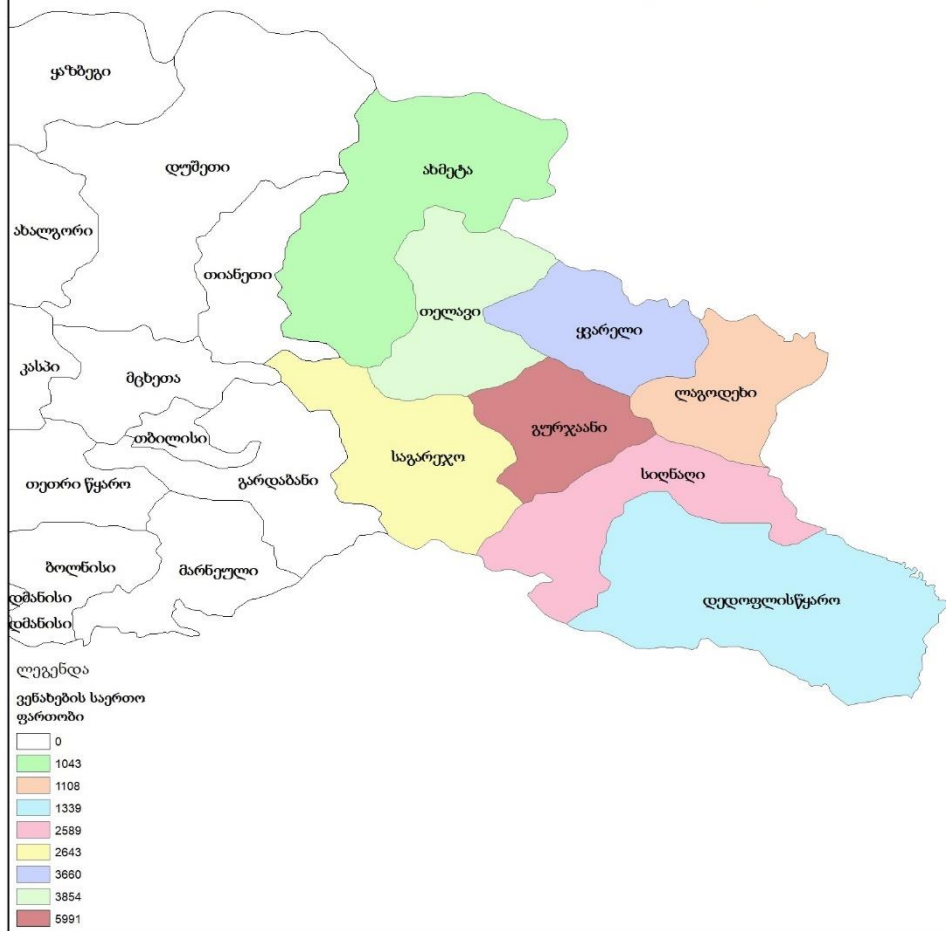 ყაზბეგი
დუშეთი
ახმეტა
ახალგორი
თიანეთი
თელავი
ყვარელი
კასპი
მცხეთა
ლაგოდეხი
თბილისი
გურჯაანი
საგარეჯო
სიღნაღი
თეთრი წყარო
გარდაბანი
ბოლნისი
მარნეული
დმანისი
დედოფლისწყარო
დმანისი
ლეგენდა
ვენახების საერთო
ფართობი
0
1043
1108
1339
2589
2643
3660
3854
5991